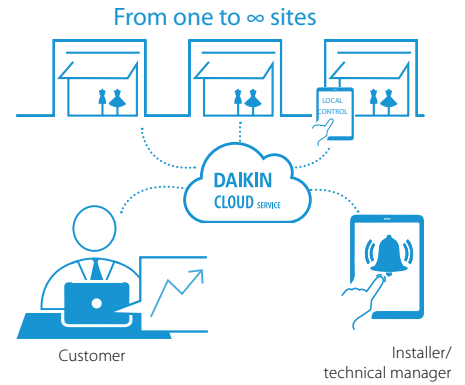 From one to ∞ sites
LOCAL
CONTROL
DAIKIN
CLOUD SERVICE
Customer
Installer/
technical manager